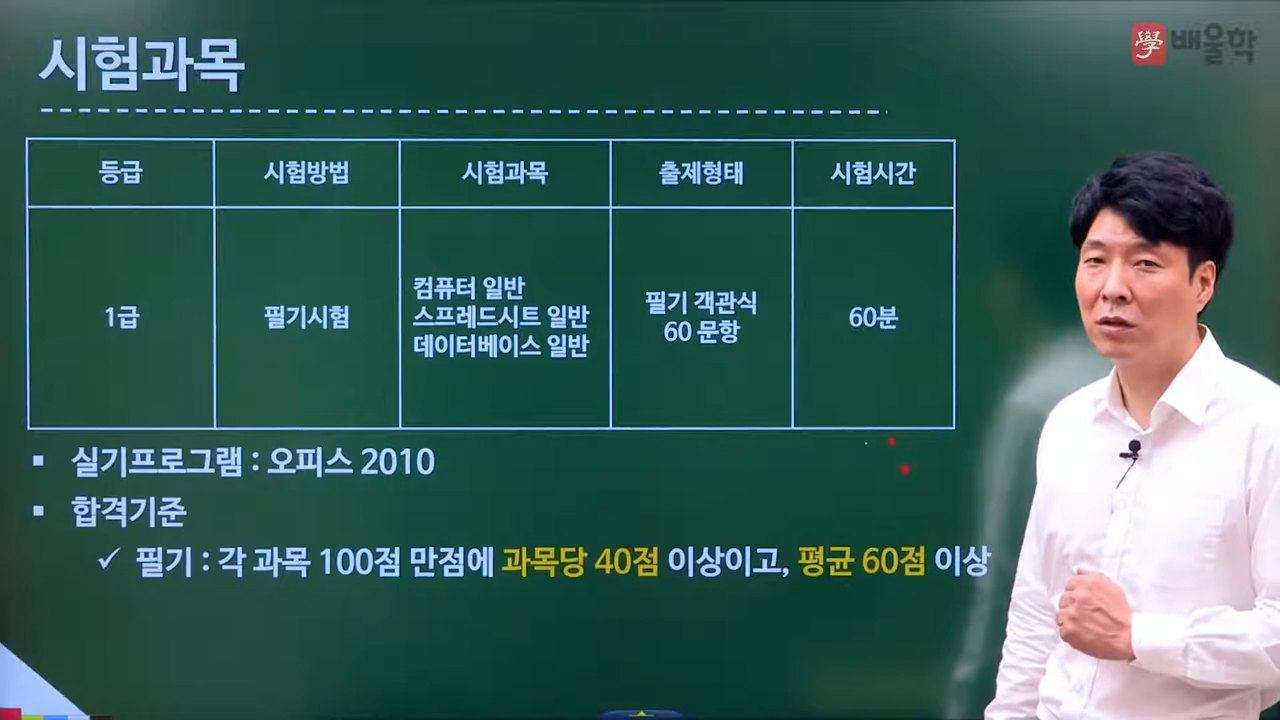 시험과목
學 배울학
등급 시험방법 시험과목 출제형태 시험시간
1급 필기시험 컴퓨터 일반
스프레드시트 일반
데이터베이스 일반
필기 객관식
60 문항
60분
▪ 실기프로그램 : 오피스 2010
▪ 합격기준
✓ 필기 : 각 과목 100점 만점에 과목당 40점 이상이고, 평균 60점 이상